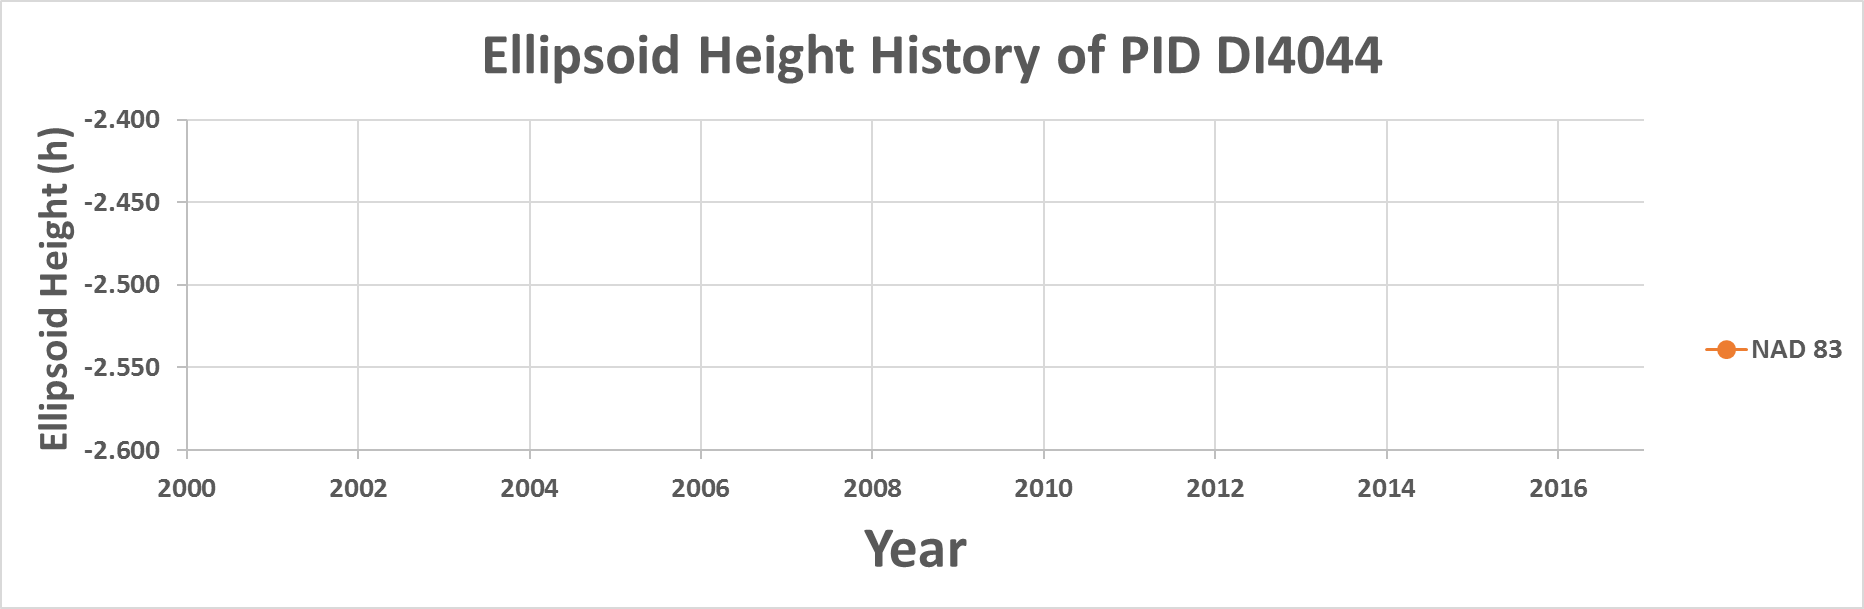 Ellipsoid Height History of PID DI4044
Ellipsoid Height (h)
-2.400
-2.450
-2.500
-2.550
-2.600
2000 2002 2004 2006 2008 2010 2012 2014 2016
Year
NAD 83